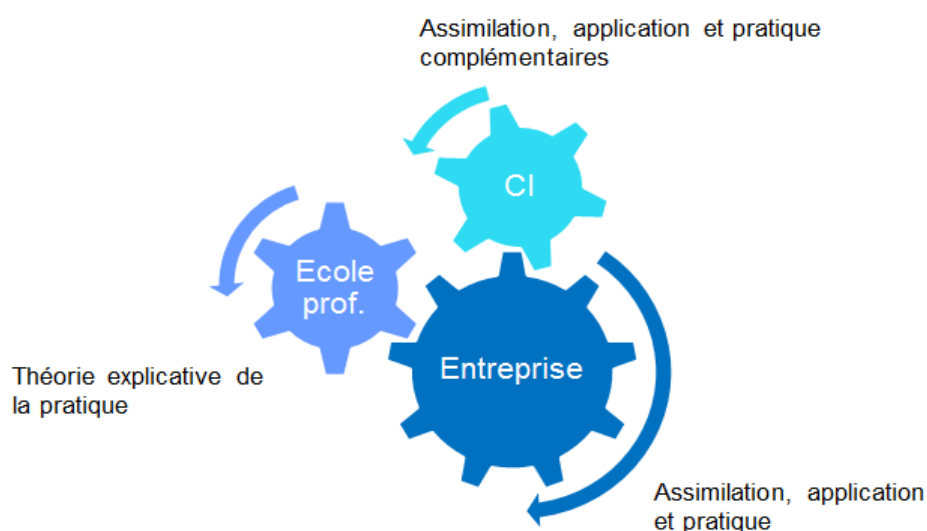 Assimilation, application et pratique
complémentaires
CI
Ecole
prof.
Entreprise
Théorie explicative de
la pratique
Assimilation, application
et pratique